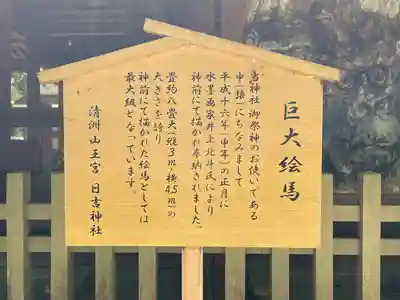 巨大絵馬
当神社 御祭神のお使いである
申(猿)にちなみまして
平成十六年(申年)の正月に
水墨画家井上北斗氏により
神前にて描かれ奉納されました。
畳約八畳大(縦3m・横4.5m)の
大きさを誇り
神前にて描かれた絵馬としては
最大級となっています。
清洲山王宮 日吉神社